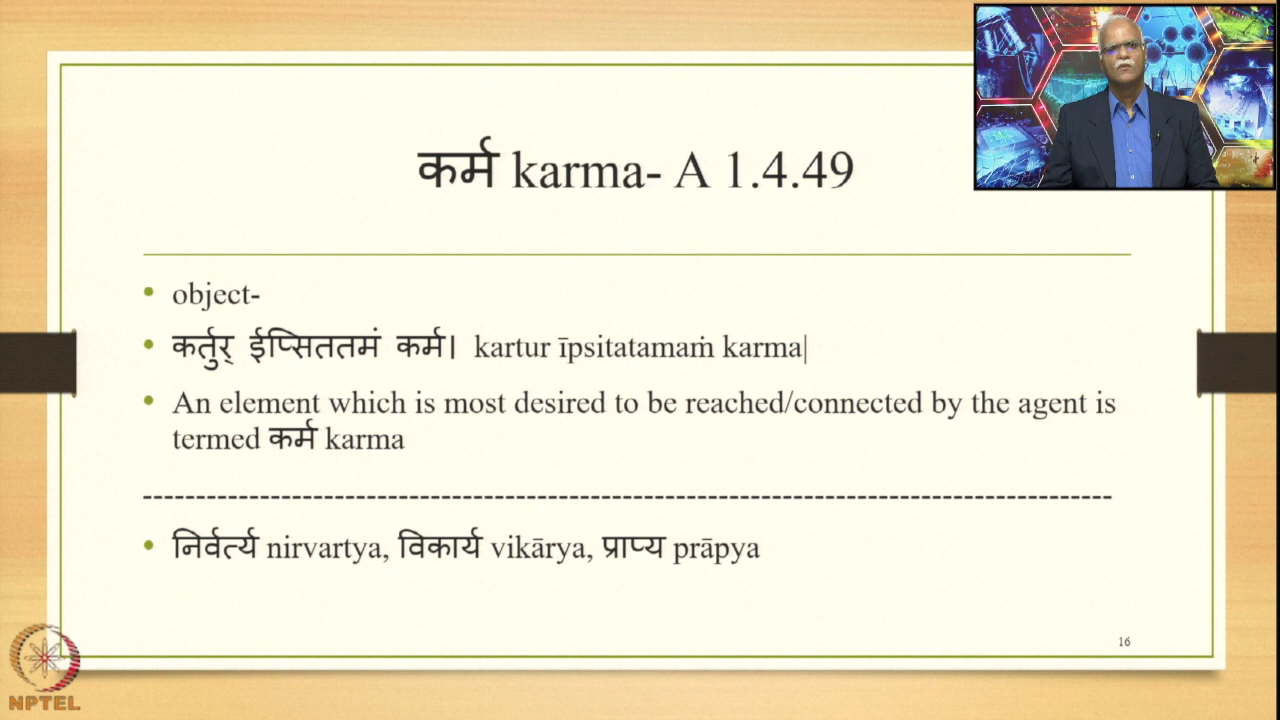 कर्म karma- A 1.4.49
• object-
• कर्तुर् ईप्सिततमं कर्म। kartur īpsitatamaṁ karma|
• An element which is most desired to be reached/connected by the agent is
termed कर्म karma
--------------------------------------------------------------------------------------------
• निर्वर्त्य nirvartya, विकार्य vikārya, प्राप्य prāpya
16
NPTEL